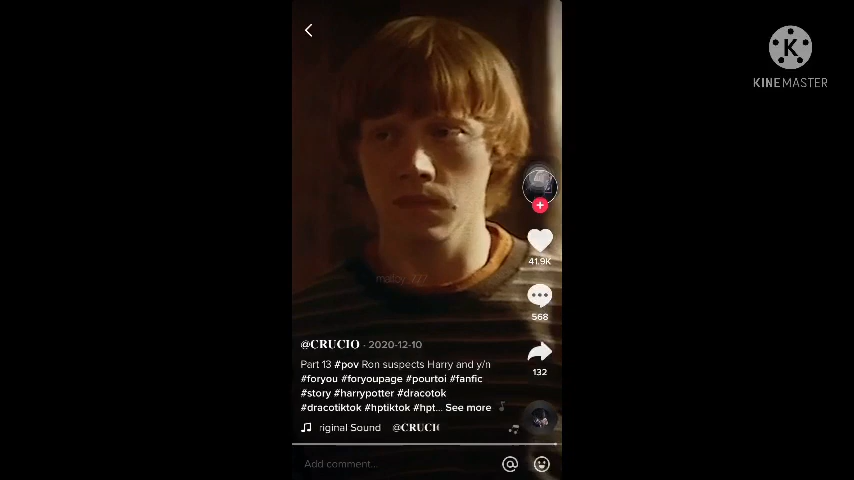 K
KINEMASTER
41.9K
568
132
@CRUCIO - 2020-12-10
Part 13 #pov Ron suspects Harry and y/n
#foryou #foryoupage #pourtoi #fanfic
#story #harrypotter #dracotok
#dracotiktok #hptiktok #hpt... See more
riginal Sound @CRUCI
Add comment...